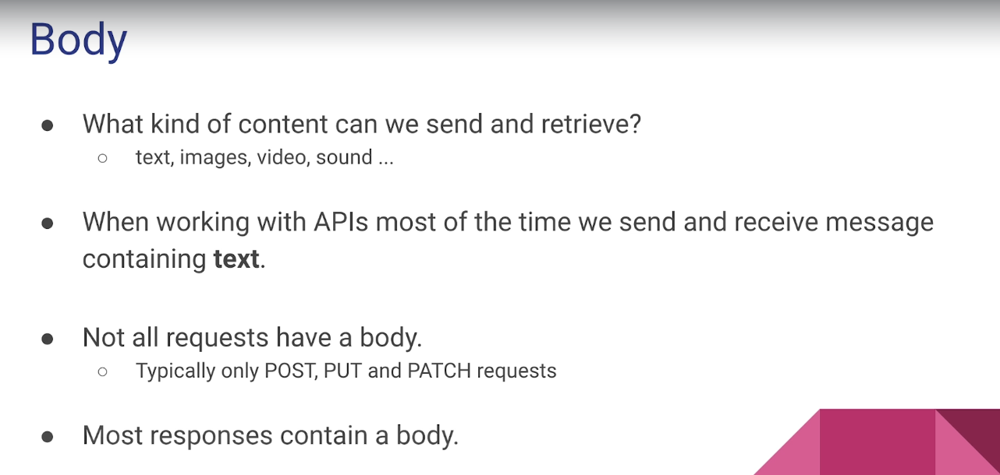 Body
● What kind of content can we send and retrieve?
○ text, images, video, sound ...
● When working with APIs most of the time we send and receive message
containing text.
● Not all requests have a body.
○ Typically only POST, PUT and PATCH requests
● Most responses contain a body.